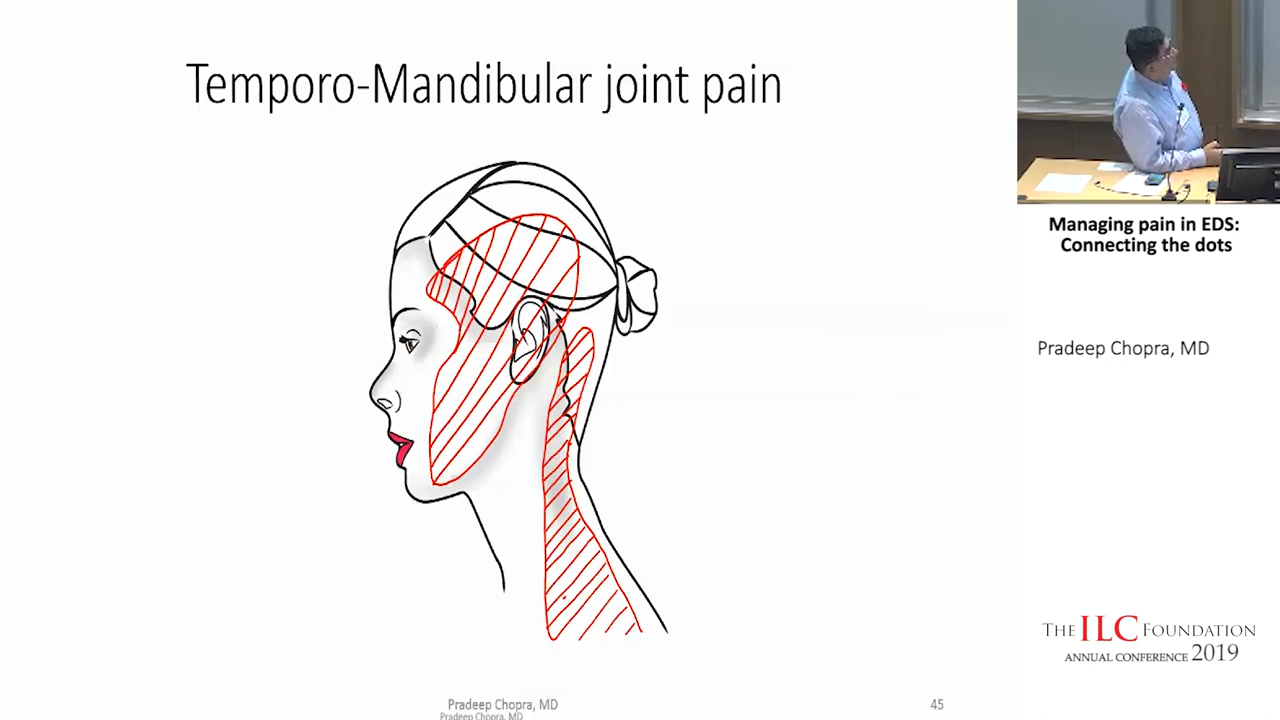 Temporo-Mandibular joint pain
Managing pain in EDS:
Connecting the dots
Pradeep Chopra, MD
THE ILC FOUNDATION
ANNUAL CONFERENCE 2019
Pradeep Chopra, MD
Pradeep Chopra, MD
45